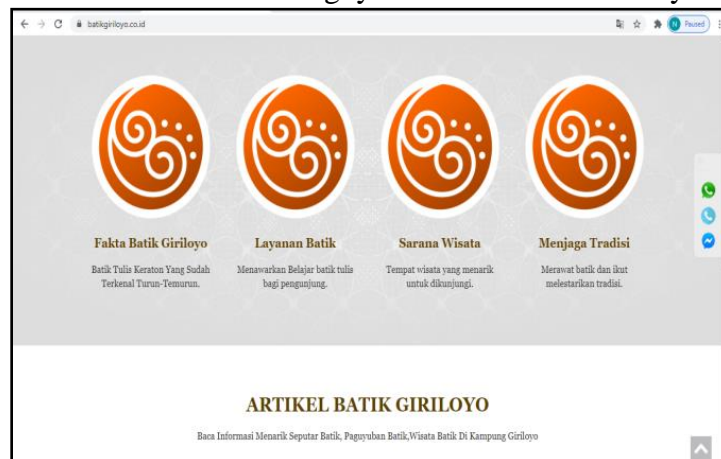 batikgiriloyo.co.id
N Paused
Fakta Batik Giriloyo
Batik Tulis Keraton Yang Sudah
Terkenal Turun-Temurun.
Layanan Batik
Menawarkan Belajar batik tulis
bagi pengunjung.
Sarana Wisata
Tempat wisata yang menarik
untuk dikunjungi.
Menjaga Tradisi
Merawat batik dan ikut
melestarikan tradisi.
ARTIKEL BATIK GIRILOYO
Baca Informasi Menarik Seputar Batik, Paguyuban Batik,Wisata Batik Di Kampung Giriloyo